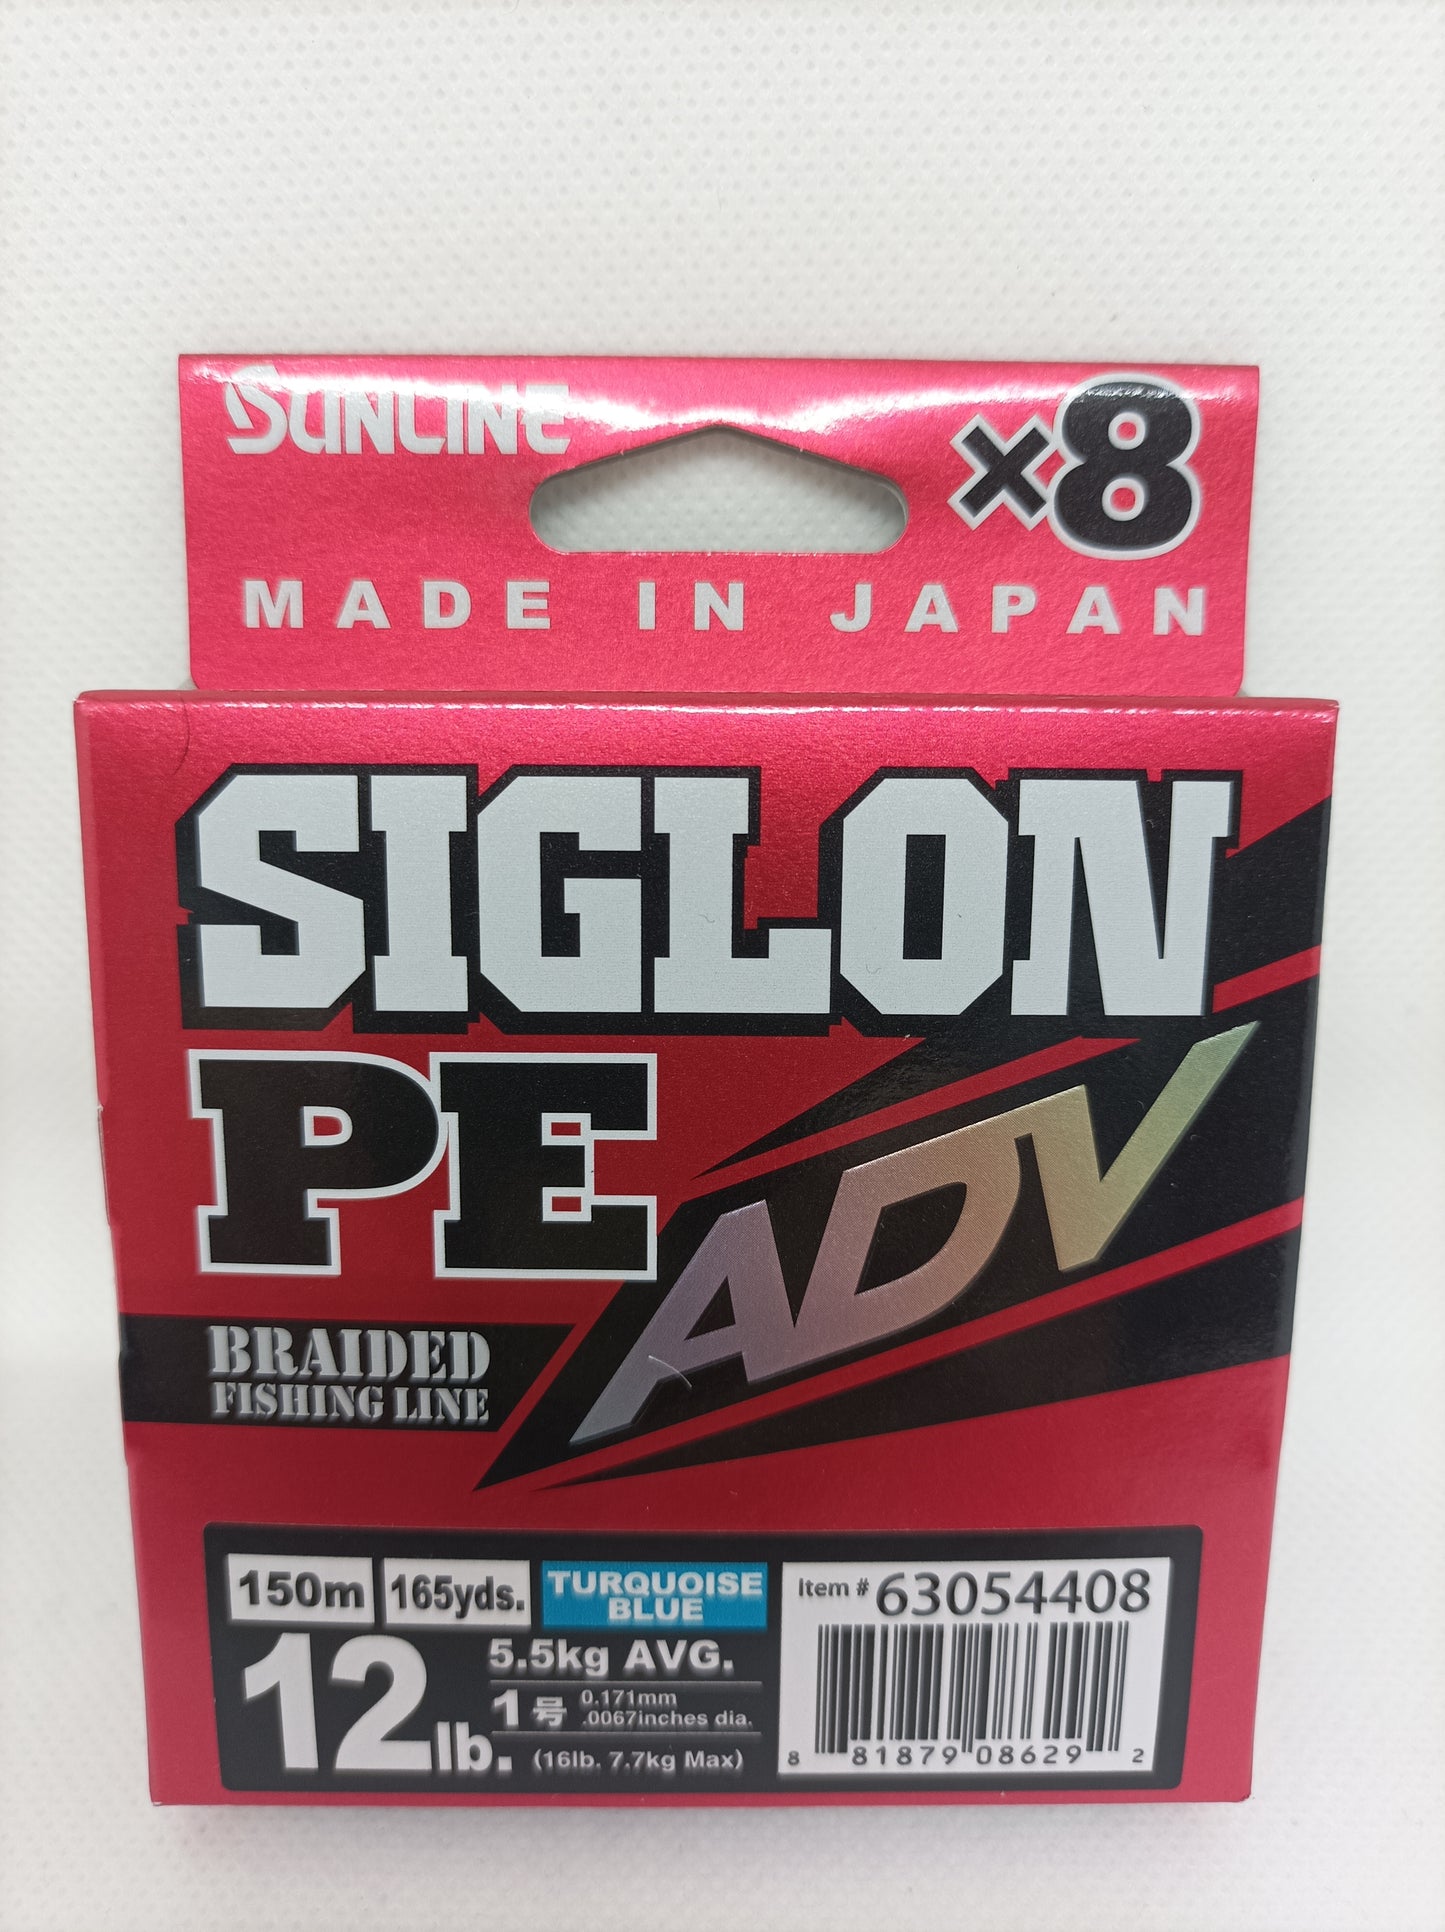 SUNLINE
×8
MADE IN JAPAN
SIGLON
PE
ADV
BRAIDED
FISHING LINE
150m
165yds.
TURQUOISE
BLUE
12lb.
5.5kg AVG.
1号
0.171mm
.0067inches dia.
(16lb. 7.7kg Max)
Item # 63054408
8 81879 08629 2